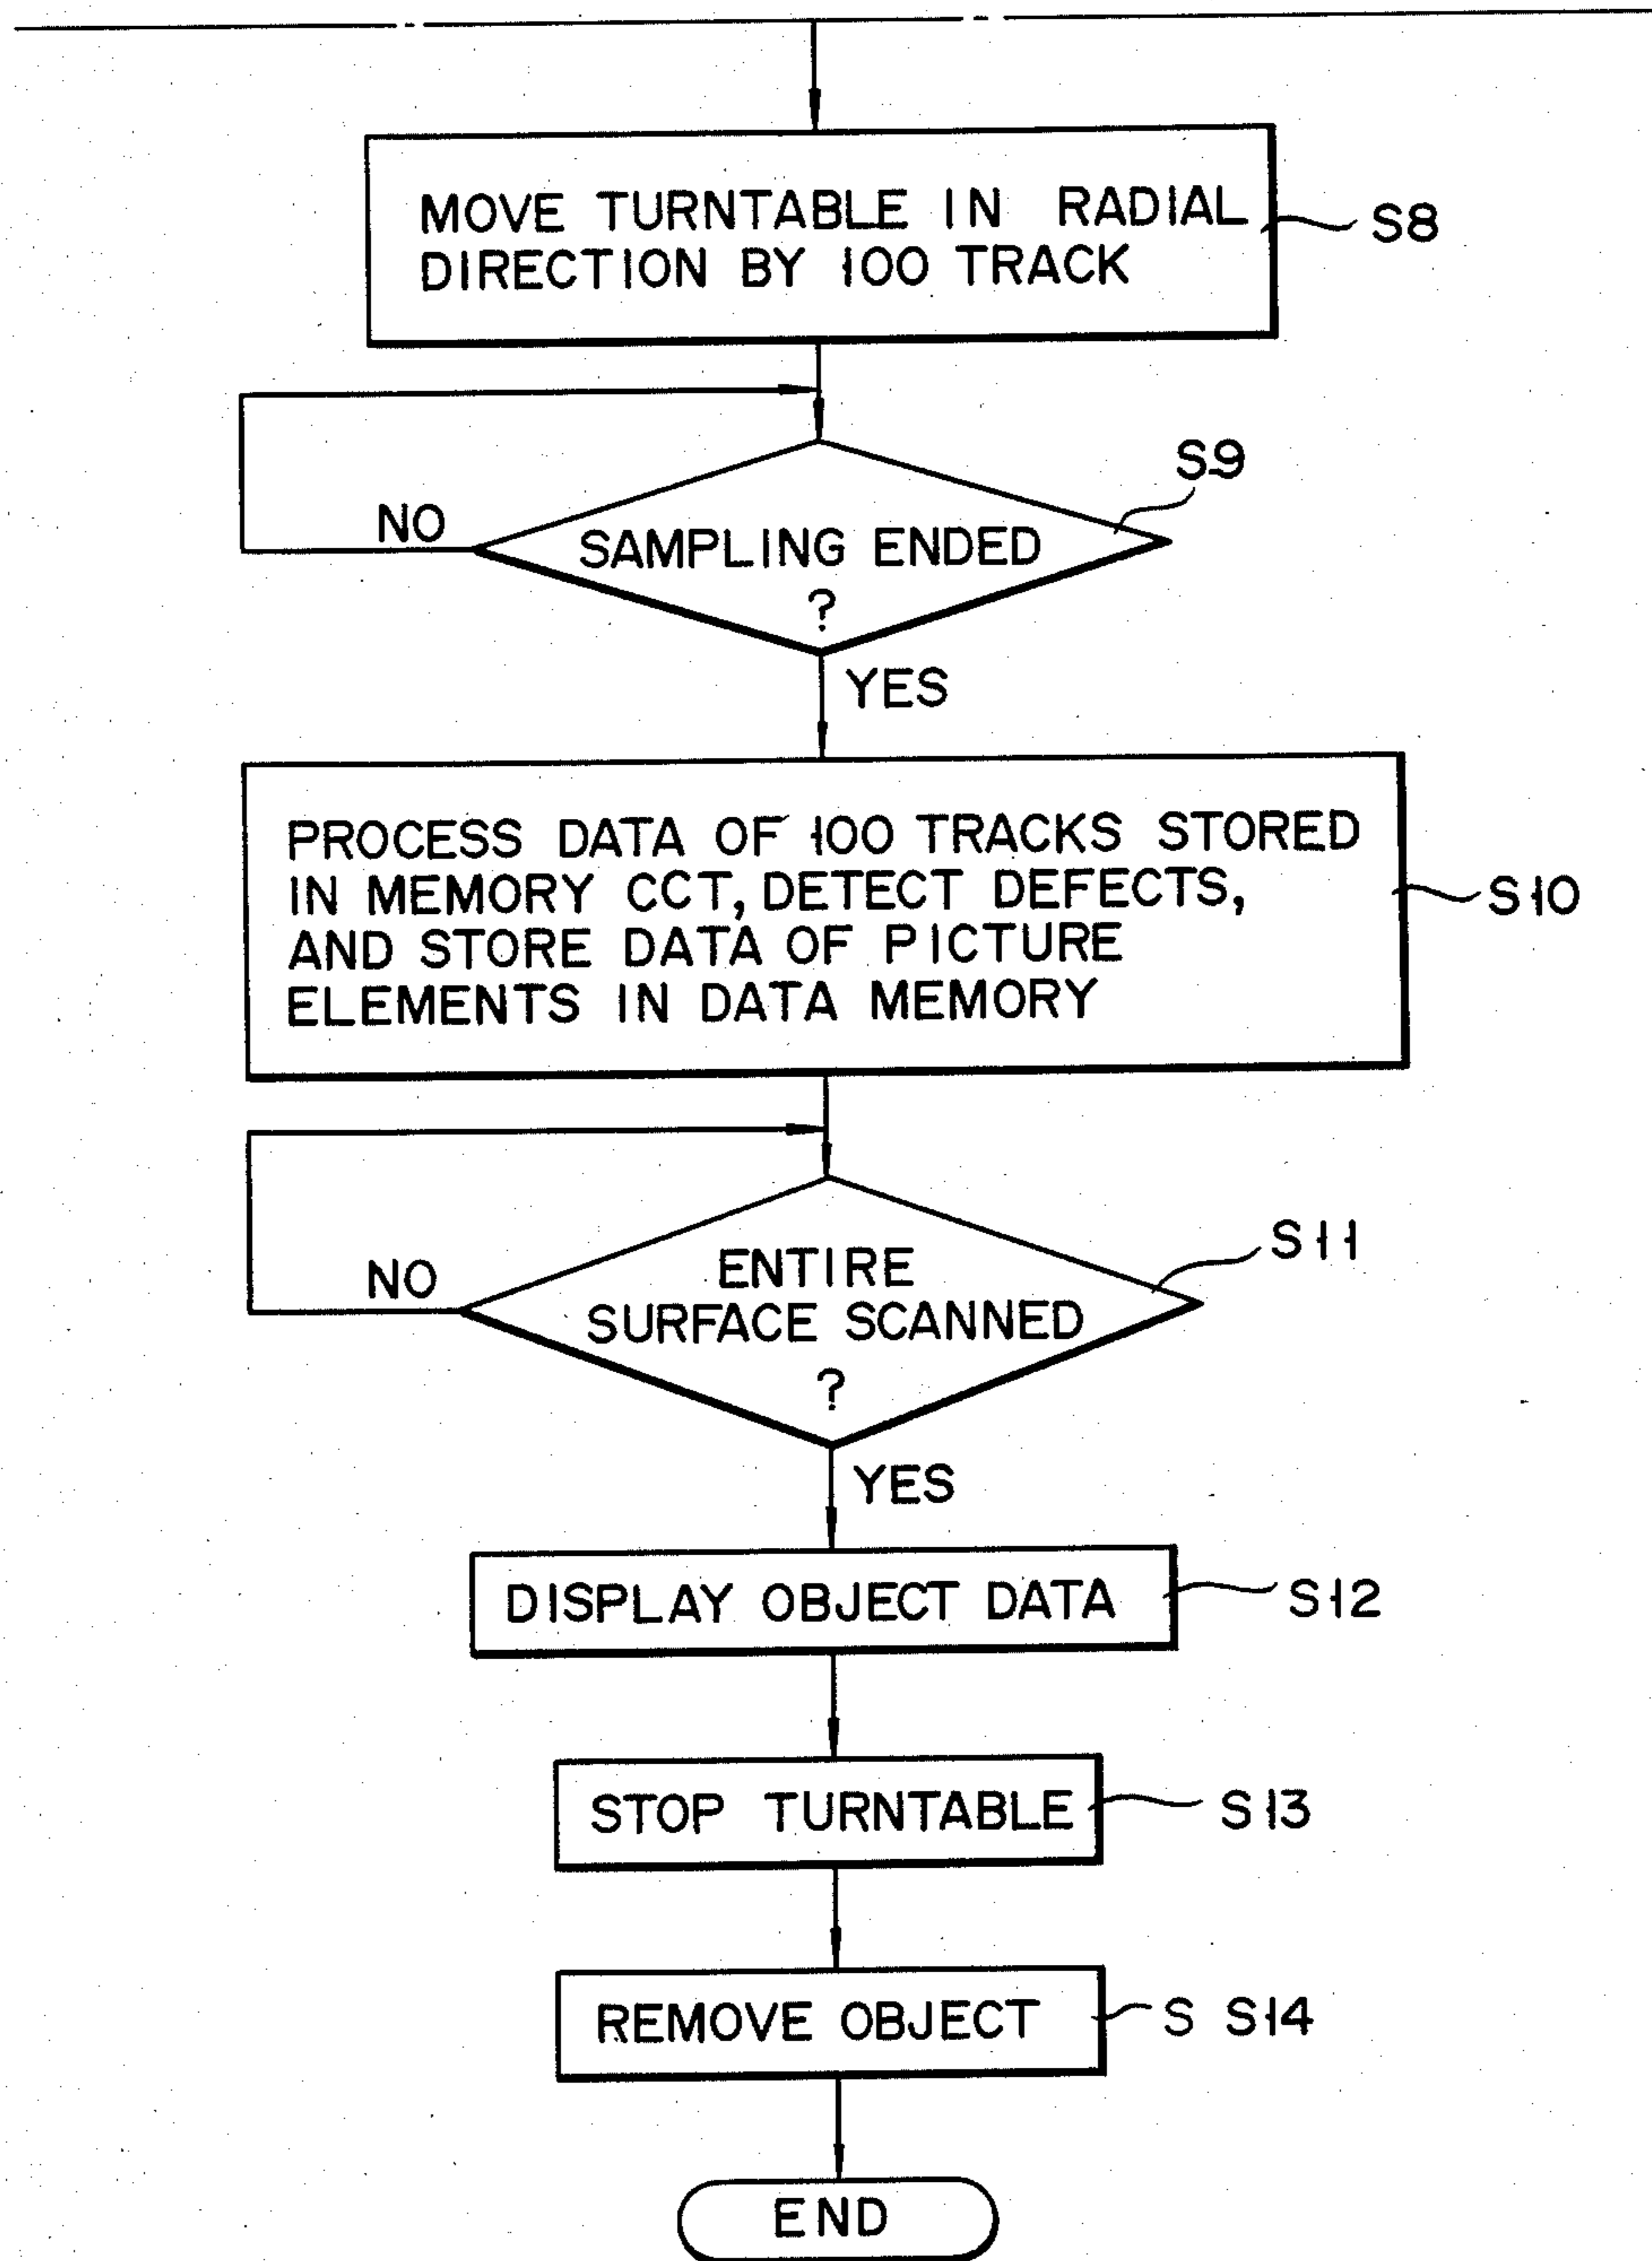 MOVE TURNTABLE IN RADIAL
DIRECTION BY 100 TRACK
S8
S9
NO
SAMPLING ENDED
?
YES
PROCESS DATA OF 100 TRACKS STORED
IN MEMORY CCT, DETECT DEFECTS,
AND STORE DATA OF PICTURE
ELEMENTS IN DATA MEMORY
S10
S11
NO
ENTIRE
SURFACE SCANNED
?
YES
DISPLAY OBJECT DATA
S12
STOP TURNTABLE
S13
REMOVE OBJECT
S S14
END